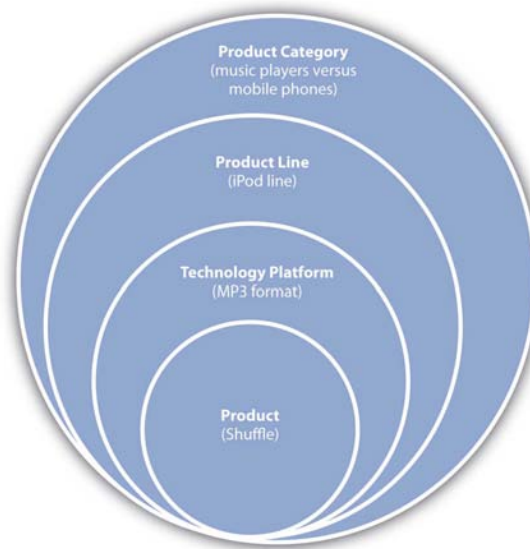 Product Category
(music players versus
mobile phones)
Product Line
(iPod line)
Technology Platform
(MP3 format)
Product
(Shuffle)